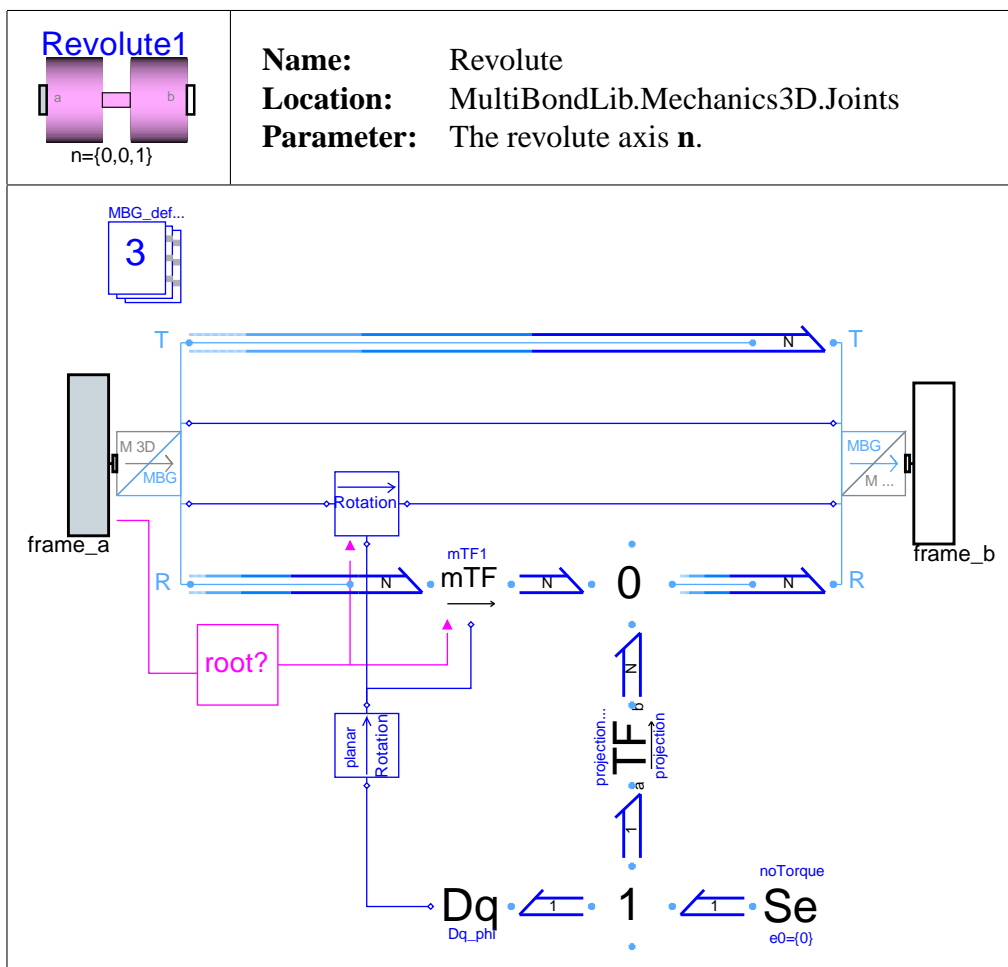 Revolute1
a b
n={0,0,1}
Name: Revolute
Location: MultiBondLib.Mechanics3D.Joints
Parameter: The revolute axis n.
MBG_def...
3
T N T
M 3D
MBG
MBG
M ...
Rotation
frame_a
frame_b
mTF1
R N mTF N 0 N R
root?
N
planar
Rotation
projection...
TF
b
a
projection
1
noTorque
Dq 1 1 1 Se
Dq_phi
e0={0}